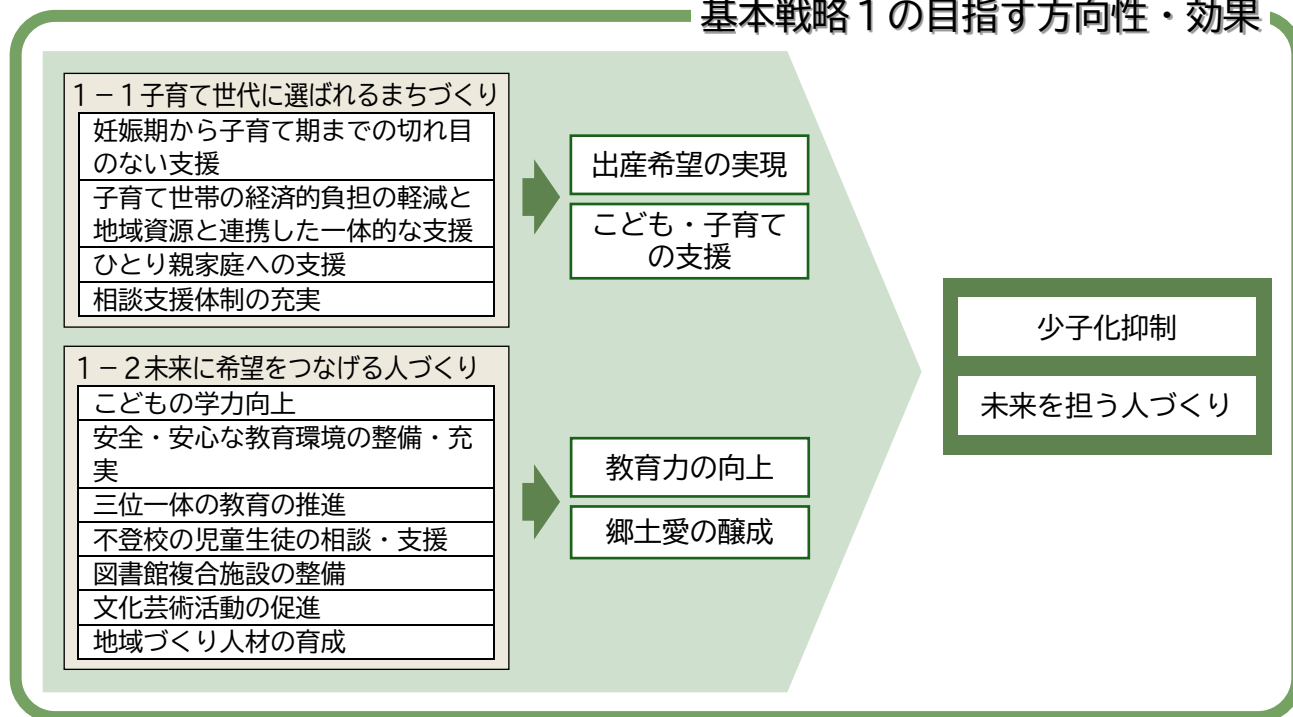 基本戦略１の目指す方向性・効果
１－１子育て世代に選ばれるまちづくり
妊娠期から子育て期までの切れ目
のない支援
子育て世帯の経済的負担の軽減と
地域資源と連携した一体的な支援
ひとり親家庭への支援
相談支援体制の充実
出産希望の実現
こども・子育て
の支援
１－２未来に希望をつなげる人づくり
こどもの学力向上
安全・安心な教育環境の整備・充
実
三位一体の教育の推進
不登校の児童生徒の相談・支援
図書館複合施設の整備
文化芸術活動の促進
地域づくり人材の育成
教育力の向上
郷土愛の醸成
少子化抑制
未来を担う人づくり